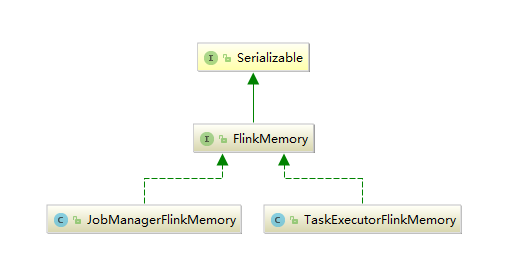 I Serializable
I FlinkMemory
C JobManagerFlinkMemory
C TaskExecutorFlinkMemory